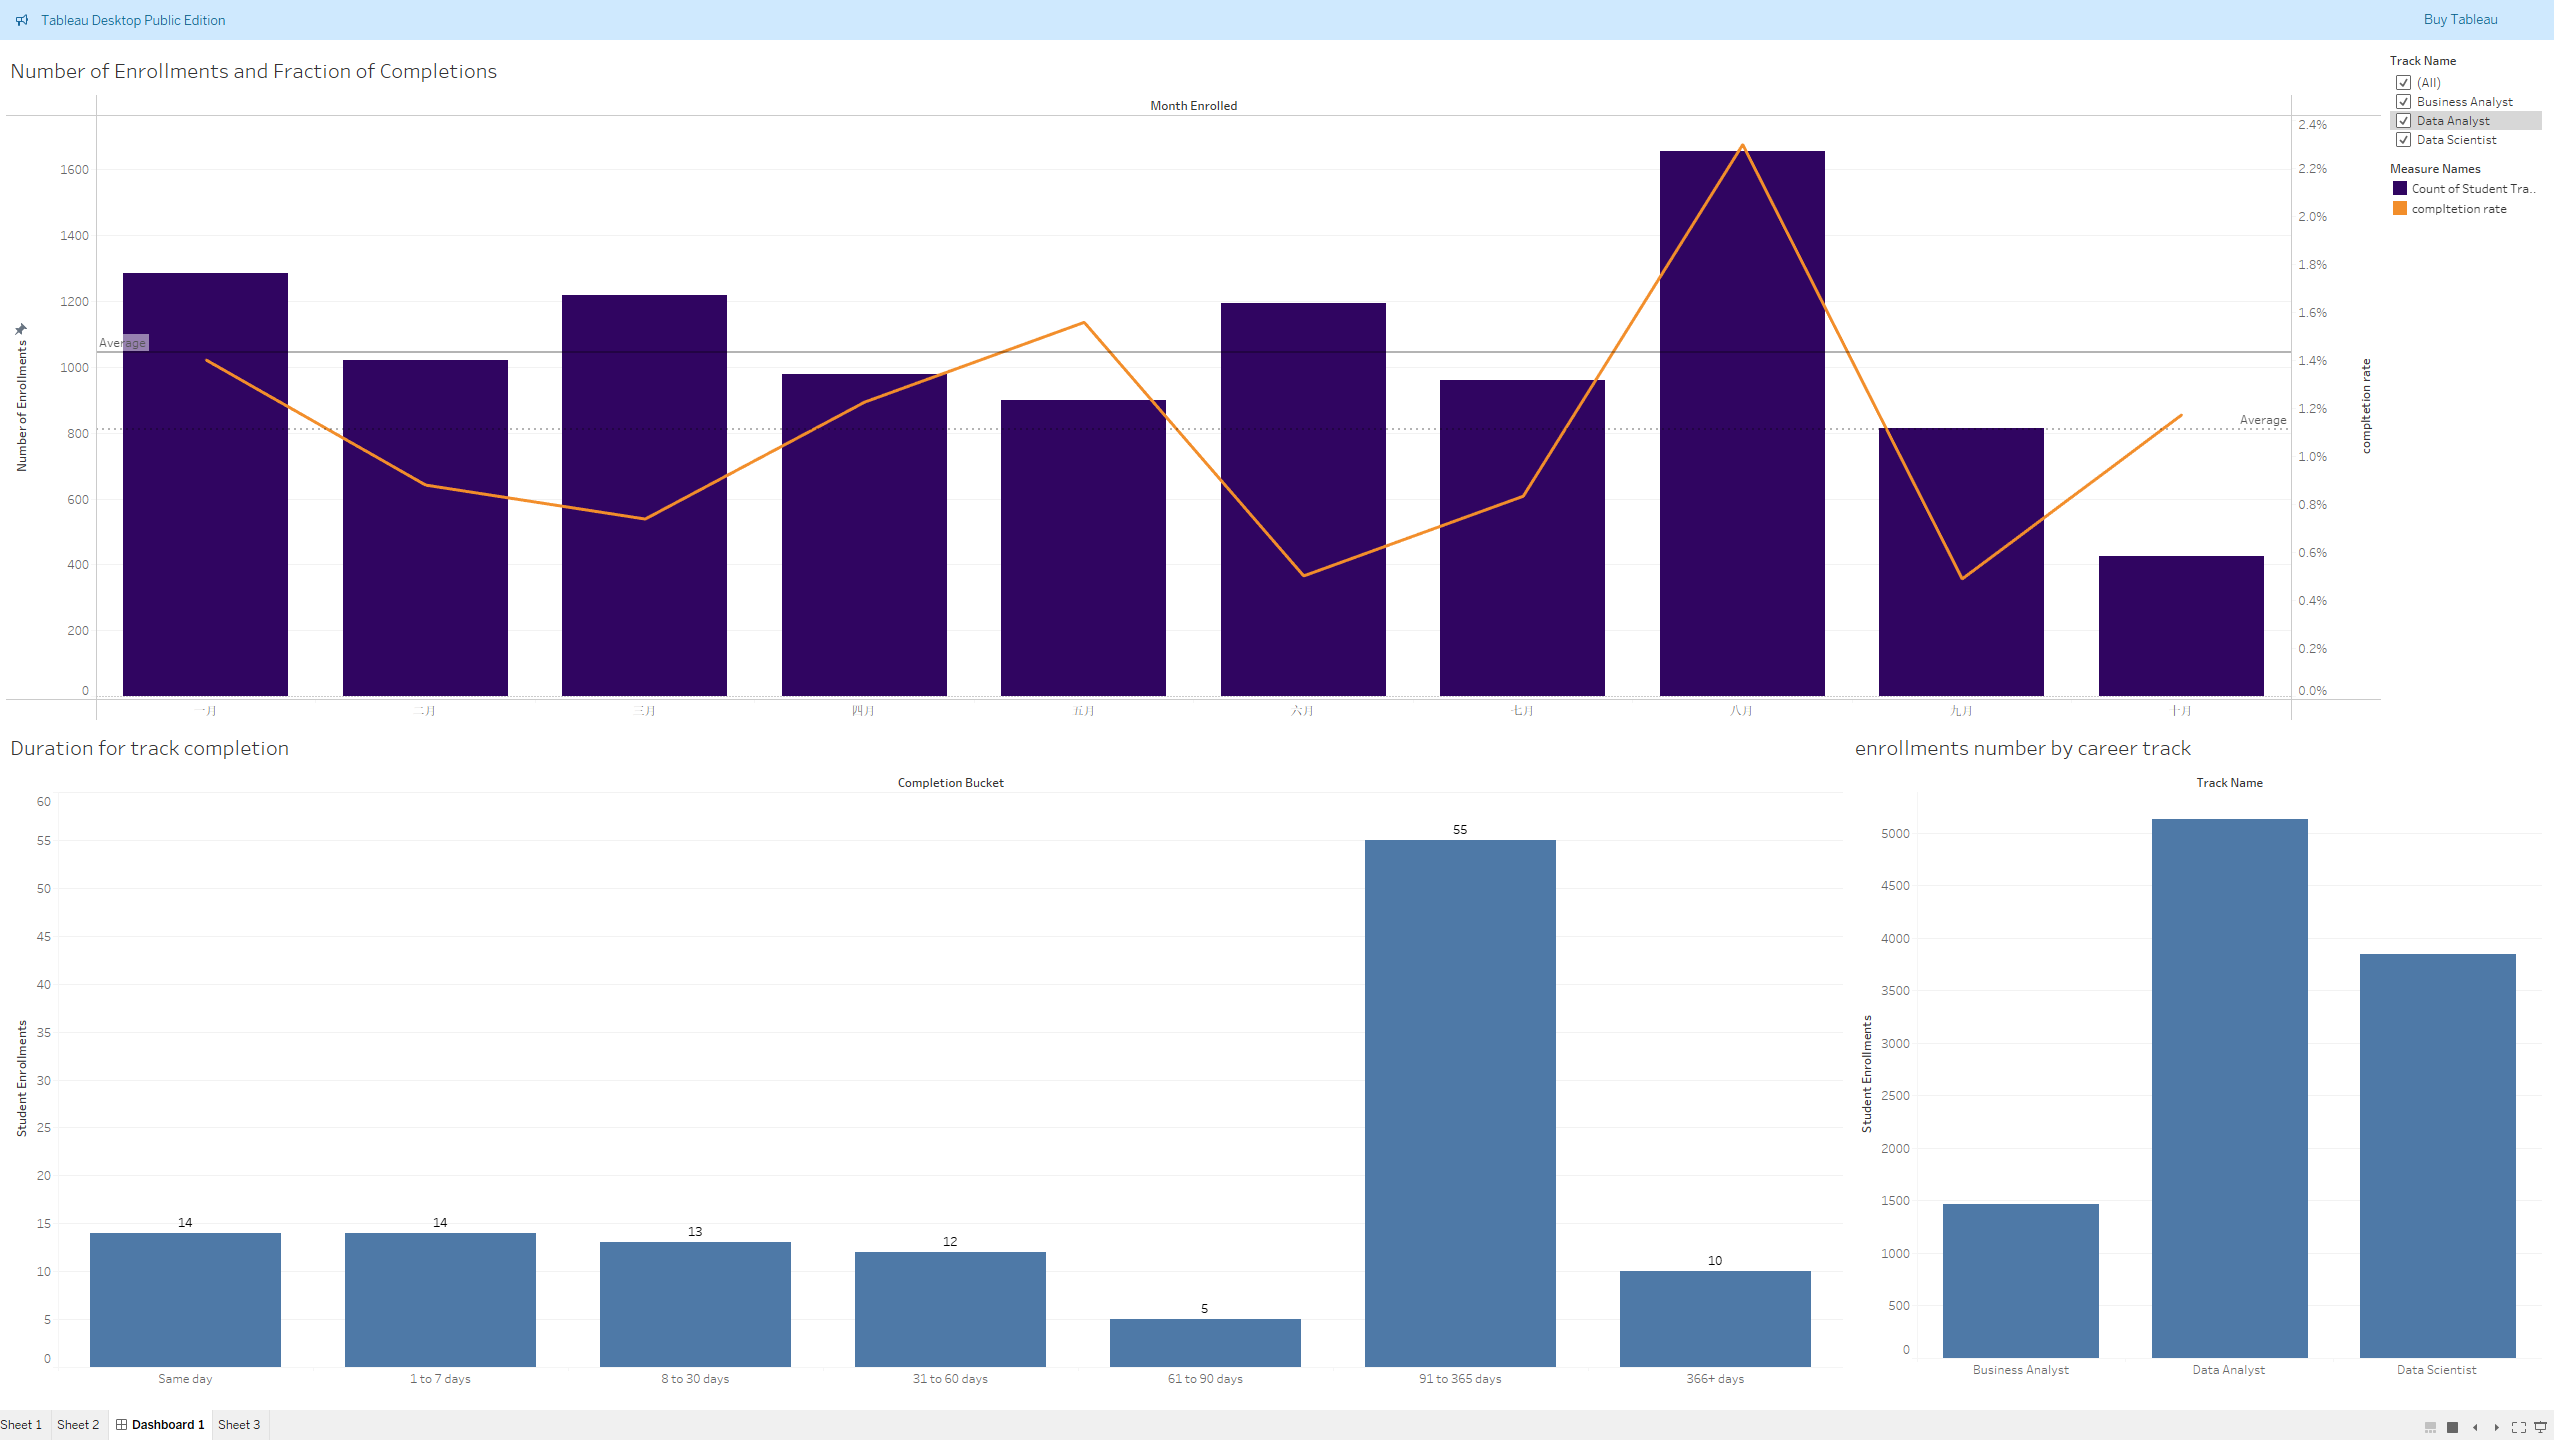 Tableau Desktop Public Edition
Buy Tableau
Number of Enrollments and Fraction of Completions
Month Enrolled
Number of Enrollments
1600
1400
1200
1000
800
600
400
200
0
Average
Average
2.4%
2.2%
2.0%
1.8%
1.6%
1.4%
1.2%
1.0%
0.8%
0.6%
0.4%
0.2%
0.0%
compltetion rate
一月
二月
三月
四月
五月
六月
七月
八月
九月
十月
Track Name
(All)
Business Analyst
Data Analyst
Data Scientist
Measure Names
Count of Student Tra..
compltetion rate
Duration for track completion
Completion Bucket
Student Enrollments
60
55
50
45
40
35
30
25
20
15
10
5
0
14
14
13
12
5
55
10
Same day
1 to 7 days
8 to 30 days
31 to 60 days
61 to 90 days
91 to 365 days
366+ days
enrollments number by career track
Track Name
Student Enrollments
5000
4500
4000
3500
3000
2500
2000
1500
1000
500
0
Business Analyst
Data Analyst
Data Scientist
Sheet 1
Sheet 2
Dashboard 1
Sheet 3